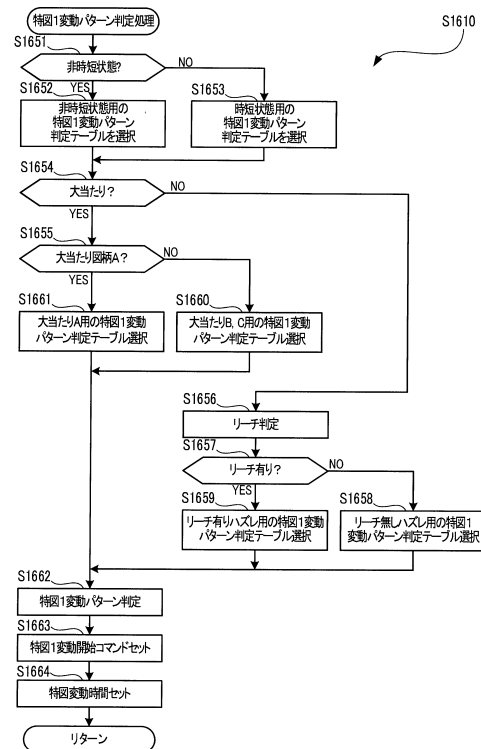 特図1変動パターン判定処理
S1610
S1651
非時短状態?
NO
YES
S1652
非時短状態用の
特図1変動パターン
判定テーブルを選択
S1653
時短状態用の
特図1変動パターン
判定テーブルを選択
S1654
大当たり?
NO
YES
S1655
大当たり図柄A?
NO
YES
S1661
大当たりA用の特図1変動
パターン判定テーブル選択
S1660
大当たりB, C用の特図1変動
パターン判定テーブル選択
S1656
リーチ判定
S1657
リーチ有り?
NO
YES
S1659
リーチ有りハズレ用の特図1変動
パターン判定テーブル選択
S1658
リーチ無しハズレ用の特図1
変動パターン判定テーブル選択
S1662
特図1変動パターン判定
S1663
特図1変動開始コマンドセット
S1664
特図変動時間セット
リターン